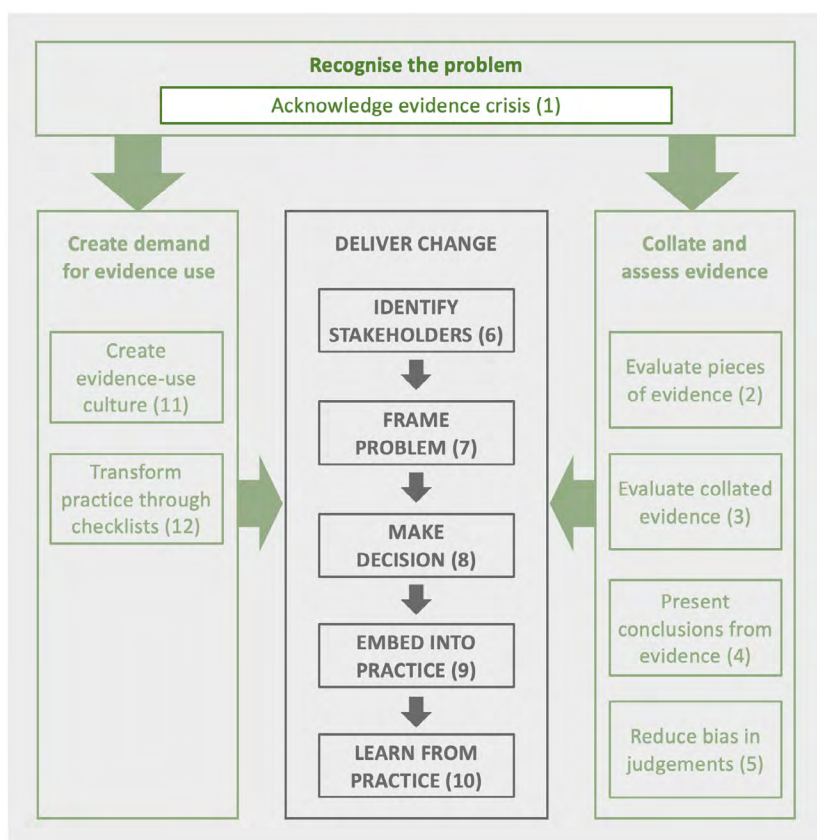 Recognise the problem
Acknowledge evidence crisis (1)
Create demand
for evidence use
Create
evidence-use
culture (11)
Transform
practice through
checklists (12)
DELIVER CHANGE
IDENTIFY
STAKEHOLDERS (6)
FRAME
PROBLEM (7)
MAKE
DECISION (8)
EMBED INTO
PRACTICE (9)
LEARN FROM
PRACTICE (10)
Collate and
assess evidence
Evaluate pieces
of evidence (2)
Evaluate collated
evidence (3)
Present
conclusions from
evidence (4)
Reduce bias in
judgements (5)